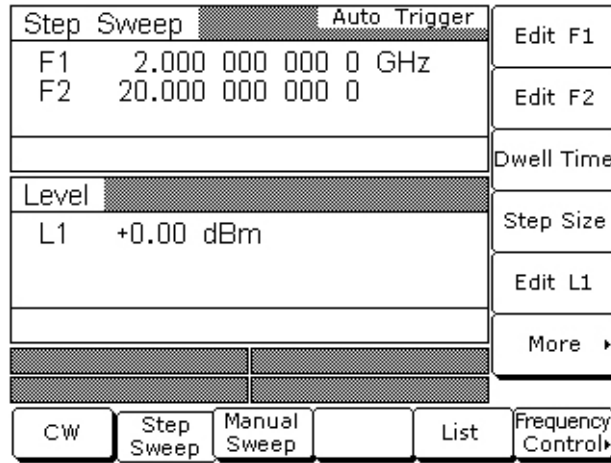 Step Sweep
Auto Trigger
F1 2.000 000 000 0 GHz
F2 20.000 000 000 0
Level
L1 +0.00 dBm
Edit F1
Edit F2
Dwell Time
Step Size
Edit L1
More
CW
Step
Sweep
Manual
Sweep
List
Frequency
Control